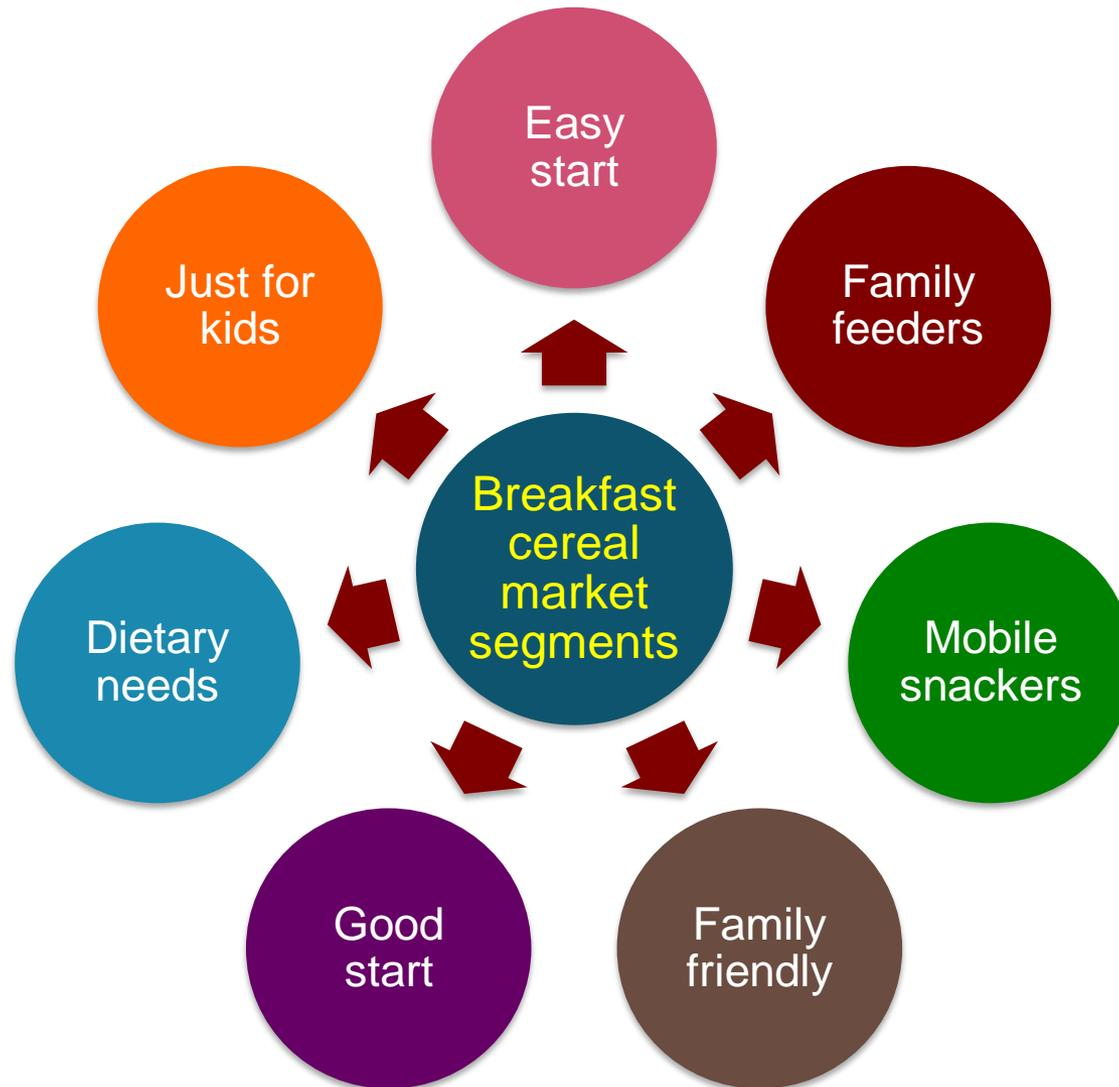 Easy
start
Just for
kids
Family
feeders
Breakfast
cereal
market
segments
Dietary
needs
Mobile
snackers
Good
start
Family
friendly